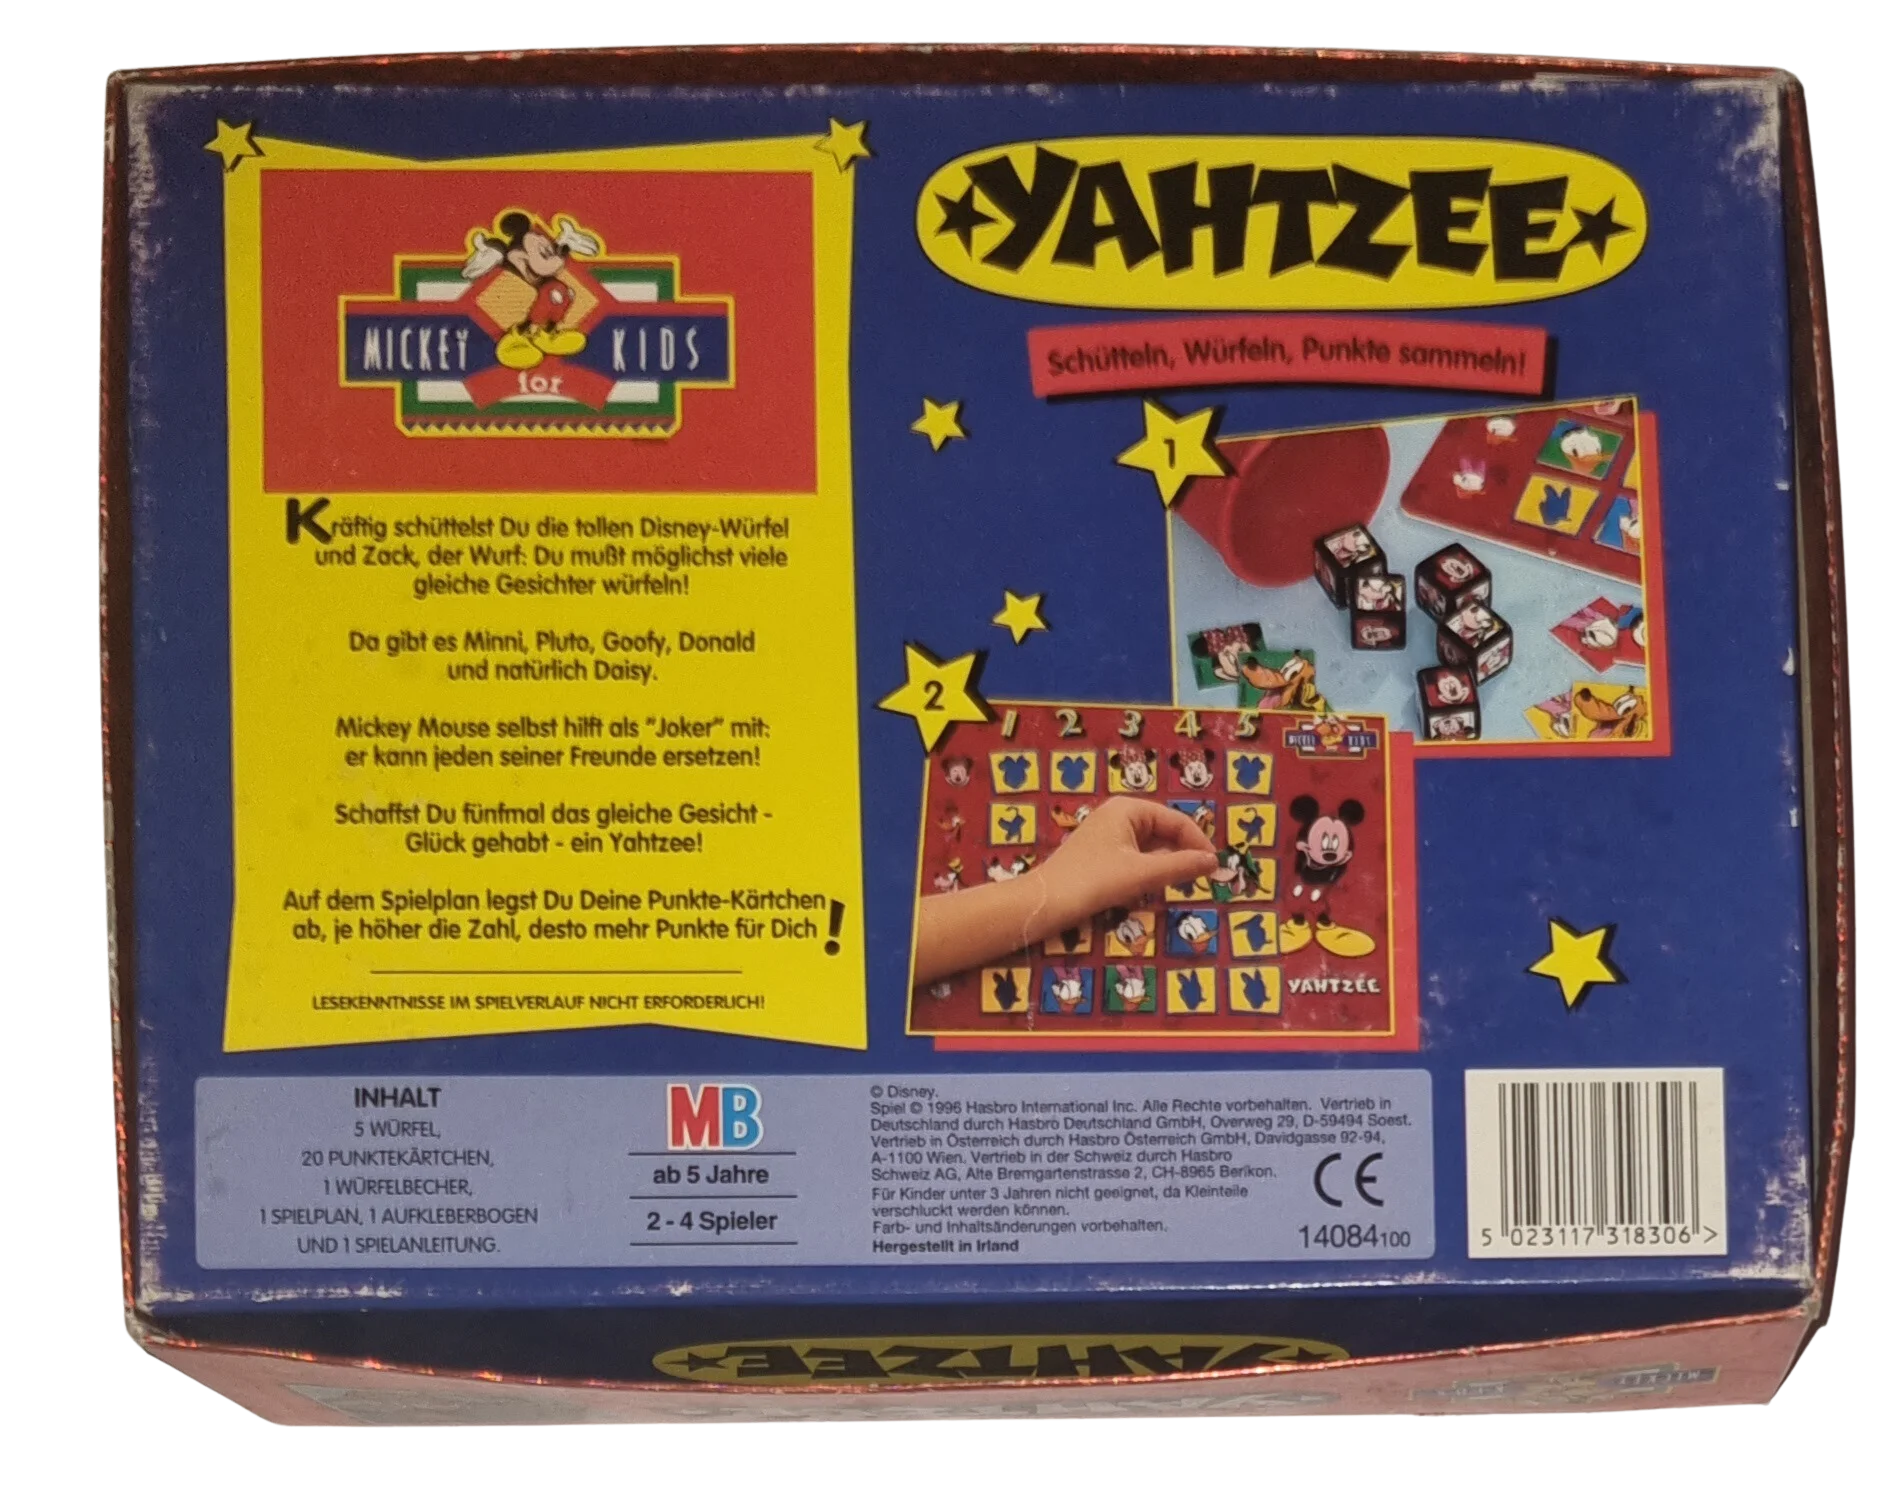 MICKEY for KIDS
Kräftig schüttelst Du die tollen Disney-Würfel
und Zack, der Wurf: Du mußt möglichst viele
gleiche Gesichter würfeln!
Da gibt es Minni, Pluto, Goofy, Donald
und natürlich Daisy.
Mickey Mouse selbst hilft als "Joker" mit:
er kann jeden seiner Freunde ersetzen!
Schaffst Du fünfmal das gleiche Gesicht -
Glück gehabt - ein Yahtzee!
Auf dem Spielplan legst Du Deine Punkte-Kärtchen
ab, je höher die Zahl, desto mehr Punkte für Dich!
LESEKENNTNISSE IM SPIELVERLAUF NICHT ERFORDERLICH!
YAHTZEE
Schütteln, Würfeln, Punkte sammeln!
1
2
1 2 3 4 5
MICKEY KIDS
YAHTZEE
INHALT
5 WÜRFEL,
20 PUNKTEKÄRTCHEN,
1 WÜRFELBECHER,
1 SPIELPLAN, 1 AUFKLEBERBOGEN
UND 1 SPIELANLEITUNG.
MB
ab 5 Jahre
2 - 4 Spieler
© Disney.
Spiel © 1996 Hasbro International Inc. Alle Rechte vorbehalten. Vertrieb in
Deutschland durch Hasbro Deutschland GmbH, Overweg 29, D-59494 Soest.
Vertrieb in Österreich durch Hasbro Österreich GmbH, Davidgasse 92-94,
A-1100 Wien. Vertrieb in der Schweiz durch Hasbro
Schweiz AG, Alte Bremgartenstrasse 2, CH-8965 Berikon.
Für Kinder unter 3 Jahren nicht geeignet, da Kleinteile
verschluckt werden können.
Farb- und Inhaltsänderungen vorbehalten.
Hergestellt in Irland
CE
14084100
5 023117 318306 >
YAHTZEE